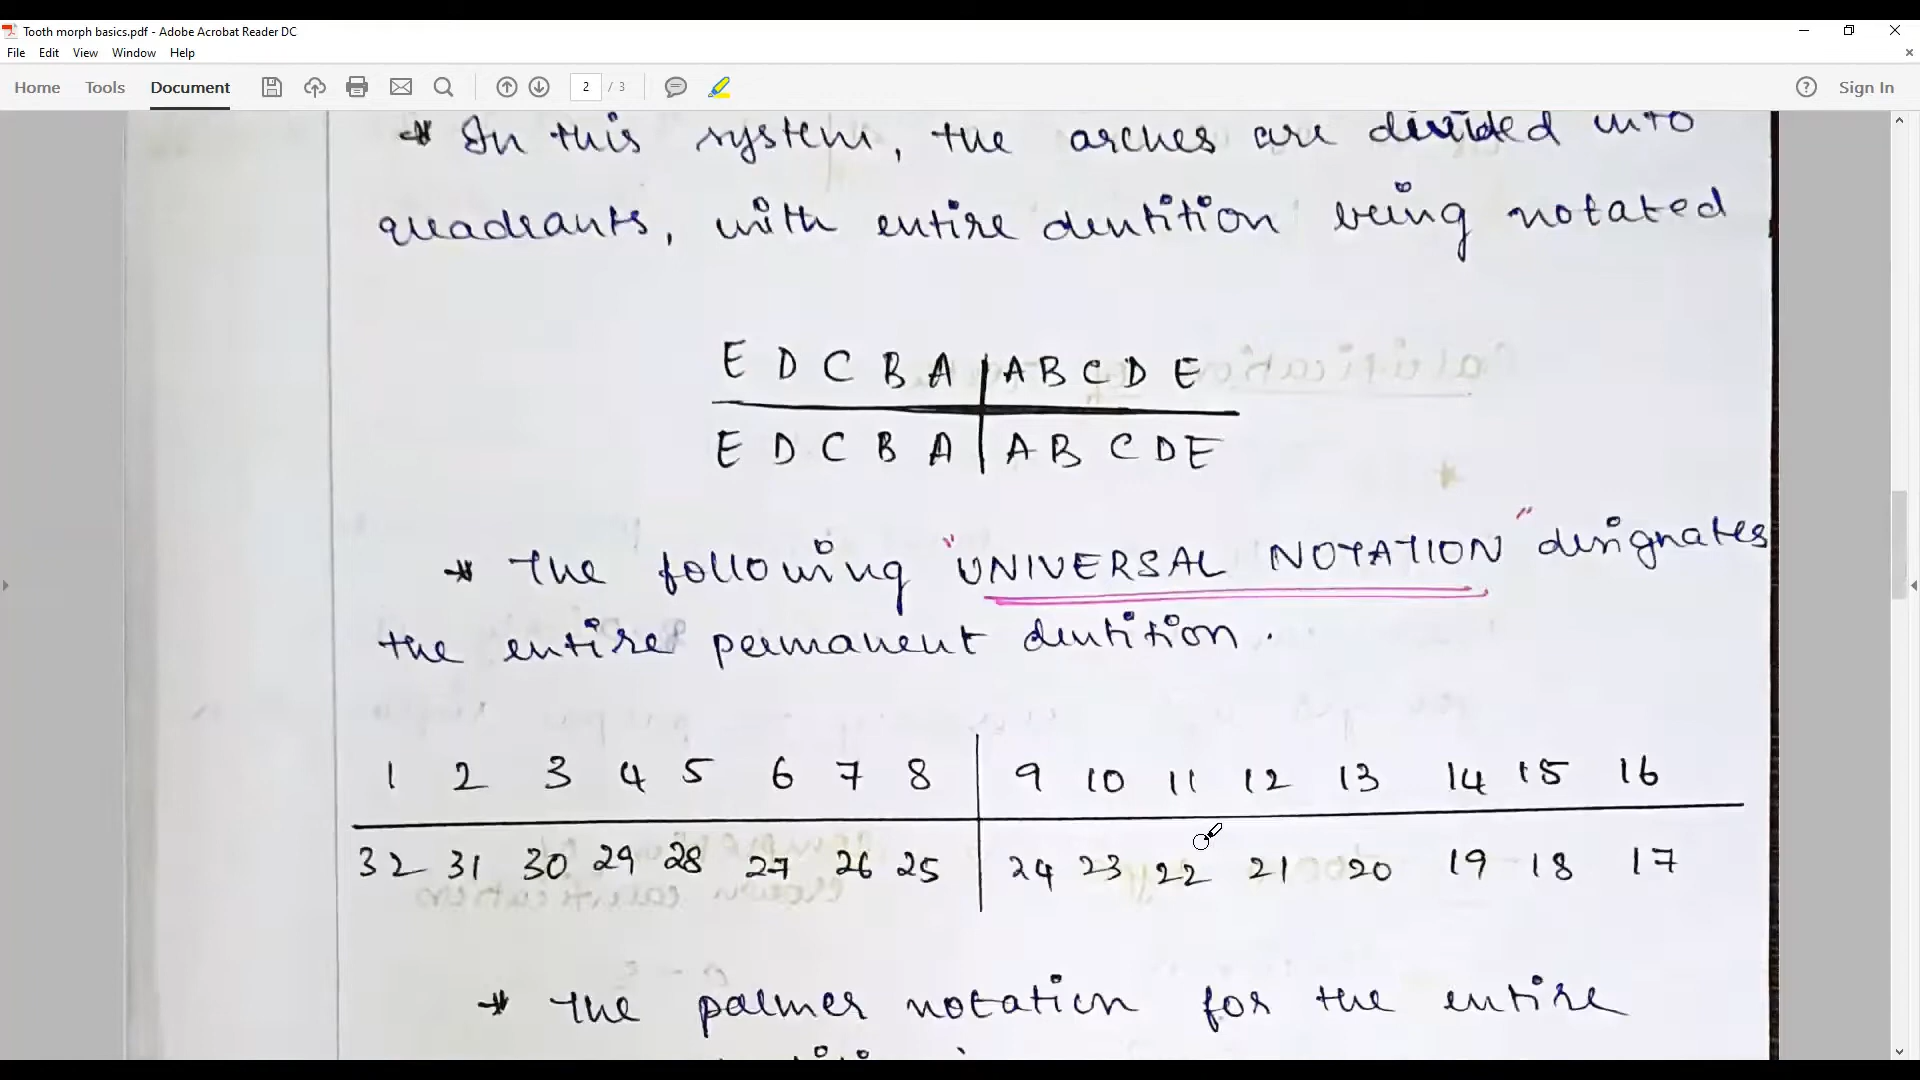 Tooth morph basics.pdf - Adobe Acrobat Reader DC
File Edit View Window Help
Home Tools Document 2 / 3 Sign In
* In this system, the arches are divided into
quadrants, with entire dentition being notated
E D C B A | A B C D E
E D C B A | A B C D E
* The following "UNIVERSAL NOTATION" designates
the entire permanent dentition.
1 2 3 4 5 6 7 8 | 9 10 11 12 13 14 15 16
32 31 30 29 28 27 26 25 | 24 23 22 21 20 19 18 17
* The palmer notation for the entire